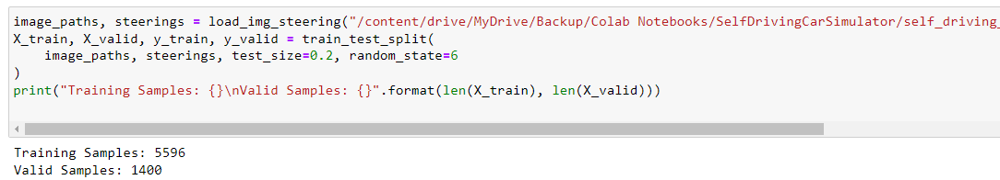 image_paths, steerings = load_img_steering("/content/drive/MyDrive/Backup/Colab Notebooks/SelfDrivingCarSimulator/self_driving_
X_train, X_valid, y_train, y_valid = train_test_split(
    image_paths, steerings, test_size=0.2, random_state=6
)
print("Training Samples: {}\nValid Samples: {}".format(len(X_train), len(X_valid)))
Training Samples: 5596
Valid Samples: 1400